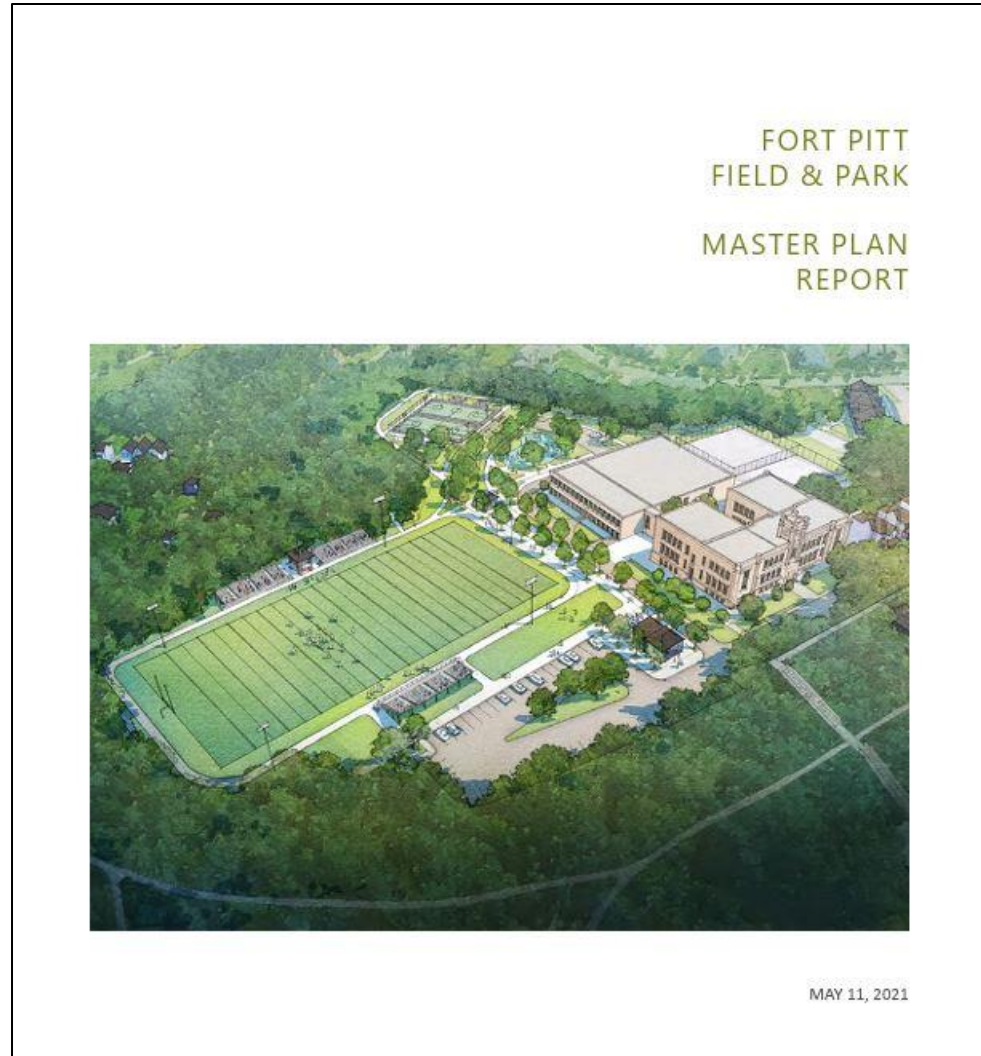 FORT PITT
FIELD & PARK
MASTER PLAN
REPORT
MAY 11, 2021